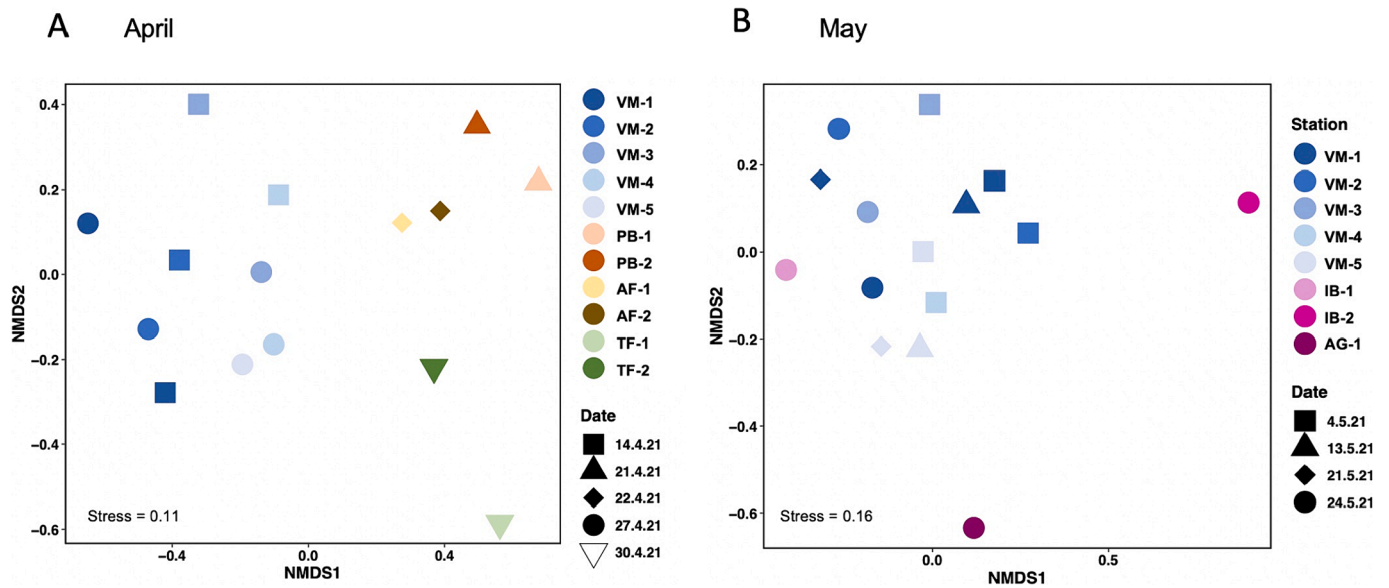 A April
0.4
0.2
0.0
−0.2
−0.4
−0.6
NMDS2
Stress = 0.11
−0.4 0.0 0.4
NMDS1
VM-1
VM-2
VM-3
VM-4
VM-5
PB-1
PB-2
AF-1
AF-2
TF-1
TF-2
Date
14.4.21
21.4.21
22.4.21
27.4.21
30.4.21
B May
0.2
0.0
−0.2
−0.4
−0.6
NMDS2
Stress = 0.16
0.0 0.5
NMDS1
Station
VM-1
VM-2
VM-3
VM-4
VM-5
IB-1
IB-2
AG-1
Date
4.5.21
13.5.21
21.5.21
24.5.21